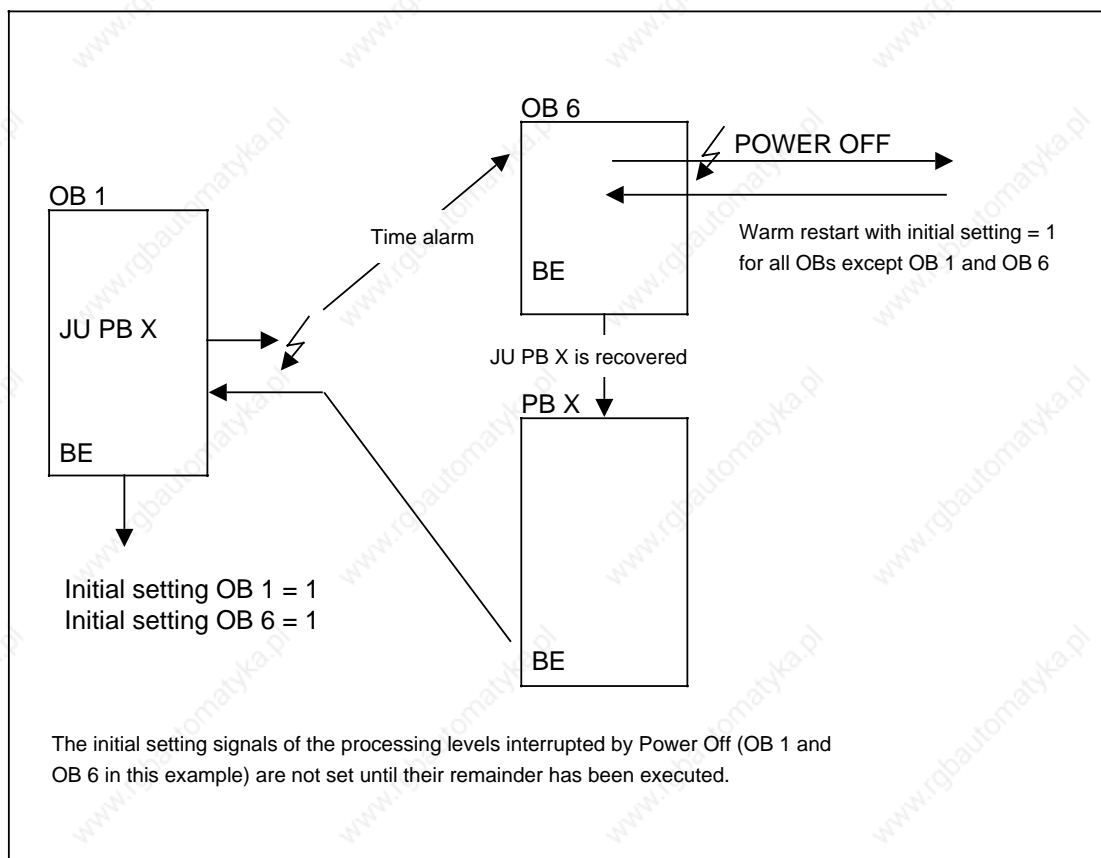 OB 6
POWER OFF
OB 1
Time alarm
Warm restart with initial setting = 1
for all OBs except OB 1 and OB 6
BE
JU PB X
JU PB X is recovered
PB X
BE
Initial setting OB 1 = 1
Initial setting OB 6 = 1
BE
The initial setting signals of the processing levels interrupted by Power Off (OB 1 and
OB 6 in this example) are not set until their remainder has been executed.
www.rgbautomatyka.pl